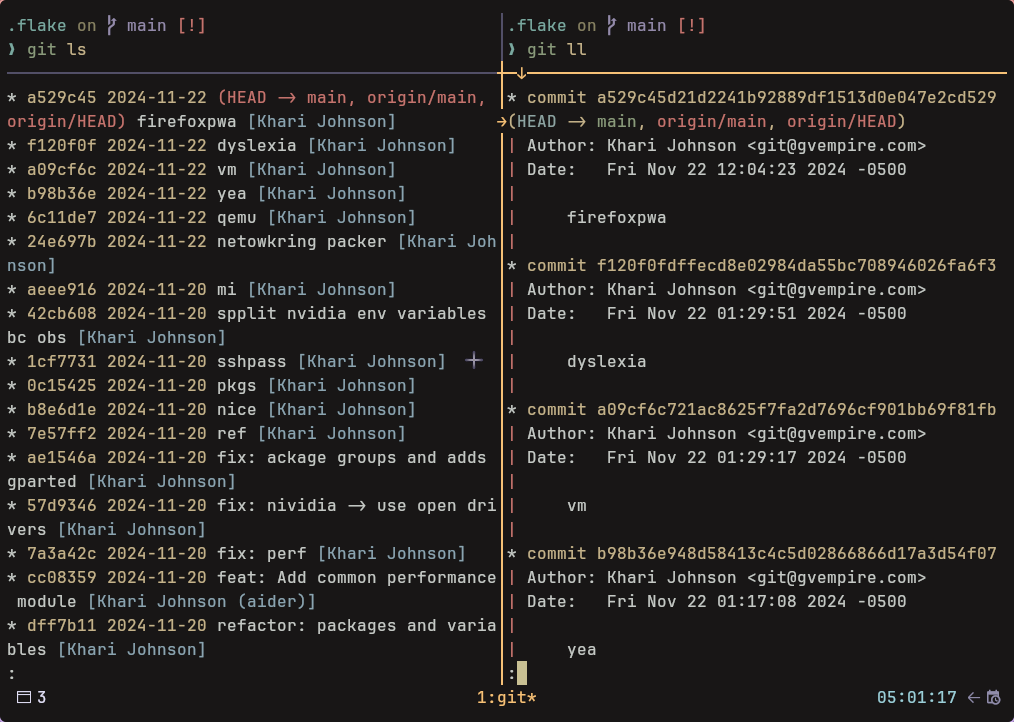 .flake on main [!]
❫ git ls
* a529c45 2024-11-22 (HEAD -> main, origin/main,
origin/HEAD) firefoxpwa [Khari Johnson]
* f120f0f 2024-11-22 dyslexia [Khari Johnson]
* a09cf6c 2024-11-22 vm [Khari Johnson]
* b98b36e 2024-11-22 yea [Khari Johnson]
* 6c11de7 2024-11-22 qemu [Khari Johnson]
* 24e697b 2024-11-22 netowkring packer [Khari Joh
nson]
* aeee916 2024-11-20 mi [Khari Johnson]
* 42cb608 2024-11-20 spplit nvidia env variables
bc obs [Khari Johnson]
* 1cf7731 2024-11-20 sshpass [Khari Johnson]
* 0c15425 2024-11-20 pkgs [Khari Johnson]
* b8e6d1e 2024-11-20 nice [Khari Johnson]
* 7e57ff2 2024-11-20 ref [Khari Johnson]
* ae1546a 2024-11-20 fix: ackage groups and adds
gparted [Khari Johnson]
* 57d9346 2024-11-20 fix: nividia -> use open dri
vers [Khari Johnson]
* 7a3a42c 2024-11-20 fix: perf [Khari Johnson]
* cc08359 2024-11-20 feat: Add common performance
module [Khari Johnson (aider)]
* dff7b11 2024-11-20 refactor: packages and varia
bles [Khari Johnson]
:
.flake on main [!]
❫ git ll
* commit a529c45d21d2241b92889df1513d0e047e2cd529
(HEAD -> main, origin/main, origin/HEAD)
| Author: Khari Johnson <git@gvempire.com>
| Date:   Fri Nov 22 12:04:23 2024 -0500
|
|     firefoxpwa
|
* commit f120f0fdffecd8e02984da55bc708946026fa6f3
| Author: Khari Johnson <git@gvempire.com>
| Date:   Fri Nov 22 01:29:51 2024 -0500
|
|     dyslexia
|
* commit a09cf6c721ac8625f7fa2d7696cf901bb69f81fb
| Author: Khari Johnson <git@gvempire.com>
| Date:   Fri Nov 22 01:29:17 2024 -0500
|
|     vm
|
* commit b98b36e948d58413c4c5d02866866d17a3d54f07
| Author: Khari Johnson <git@gvempire.com>
| Date:   Fri Nov 22 01:17:08 2024 -0500
|
|     yea
:
3
1:git*
05:01:17 ←